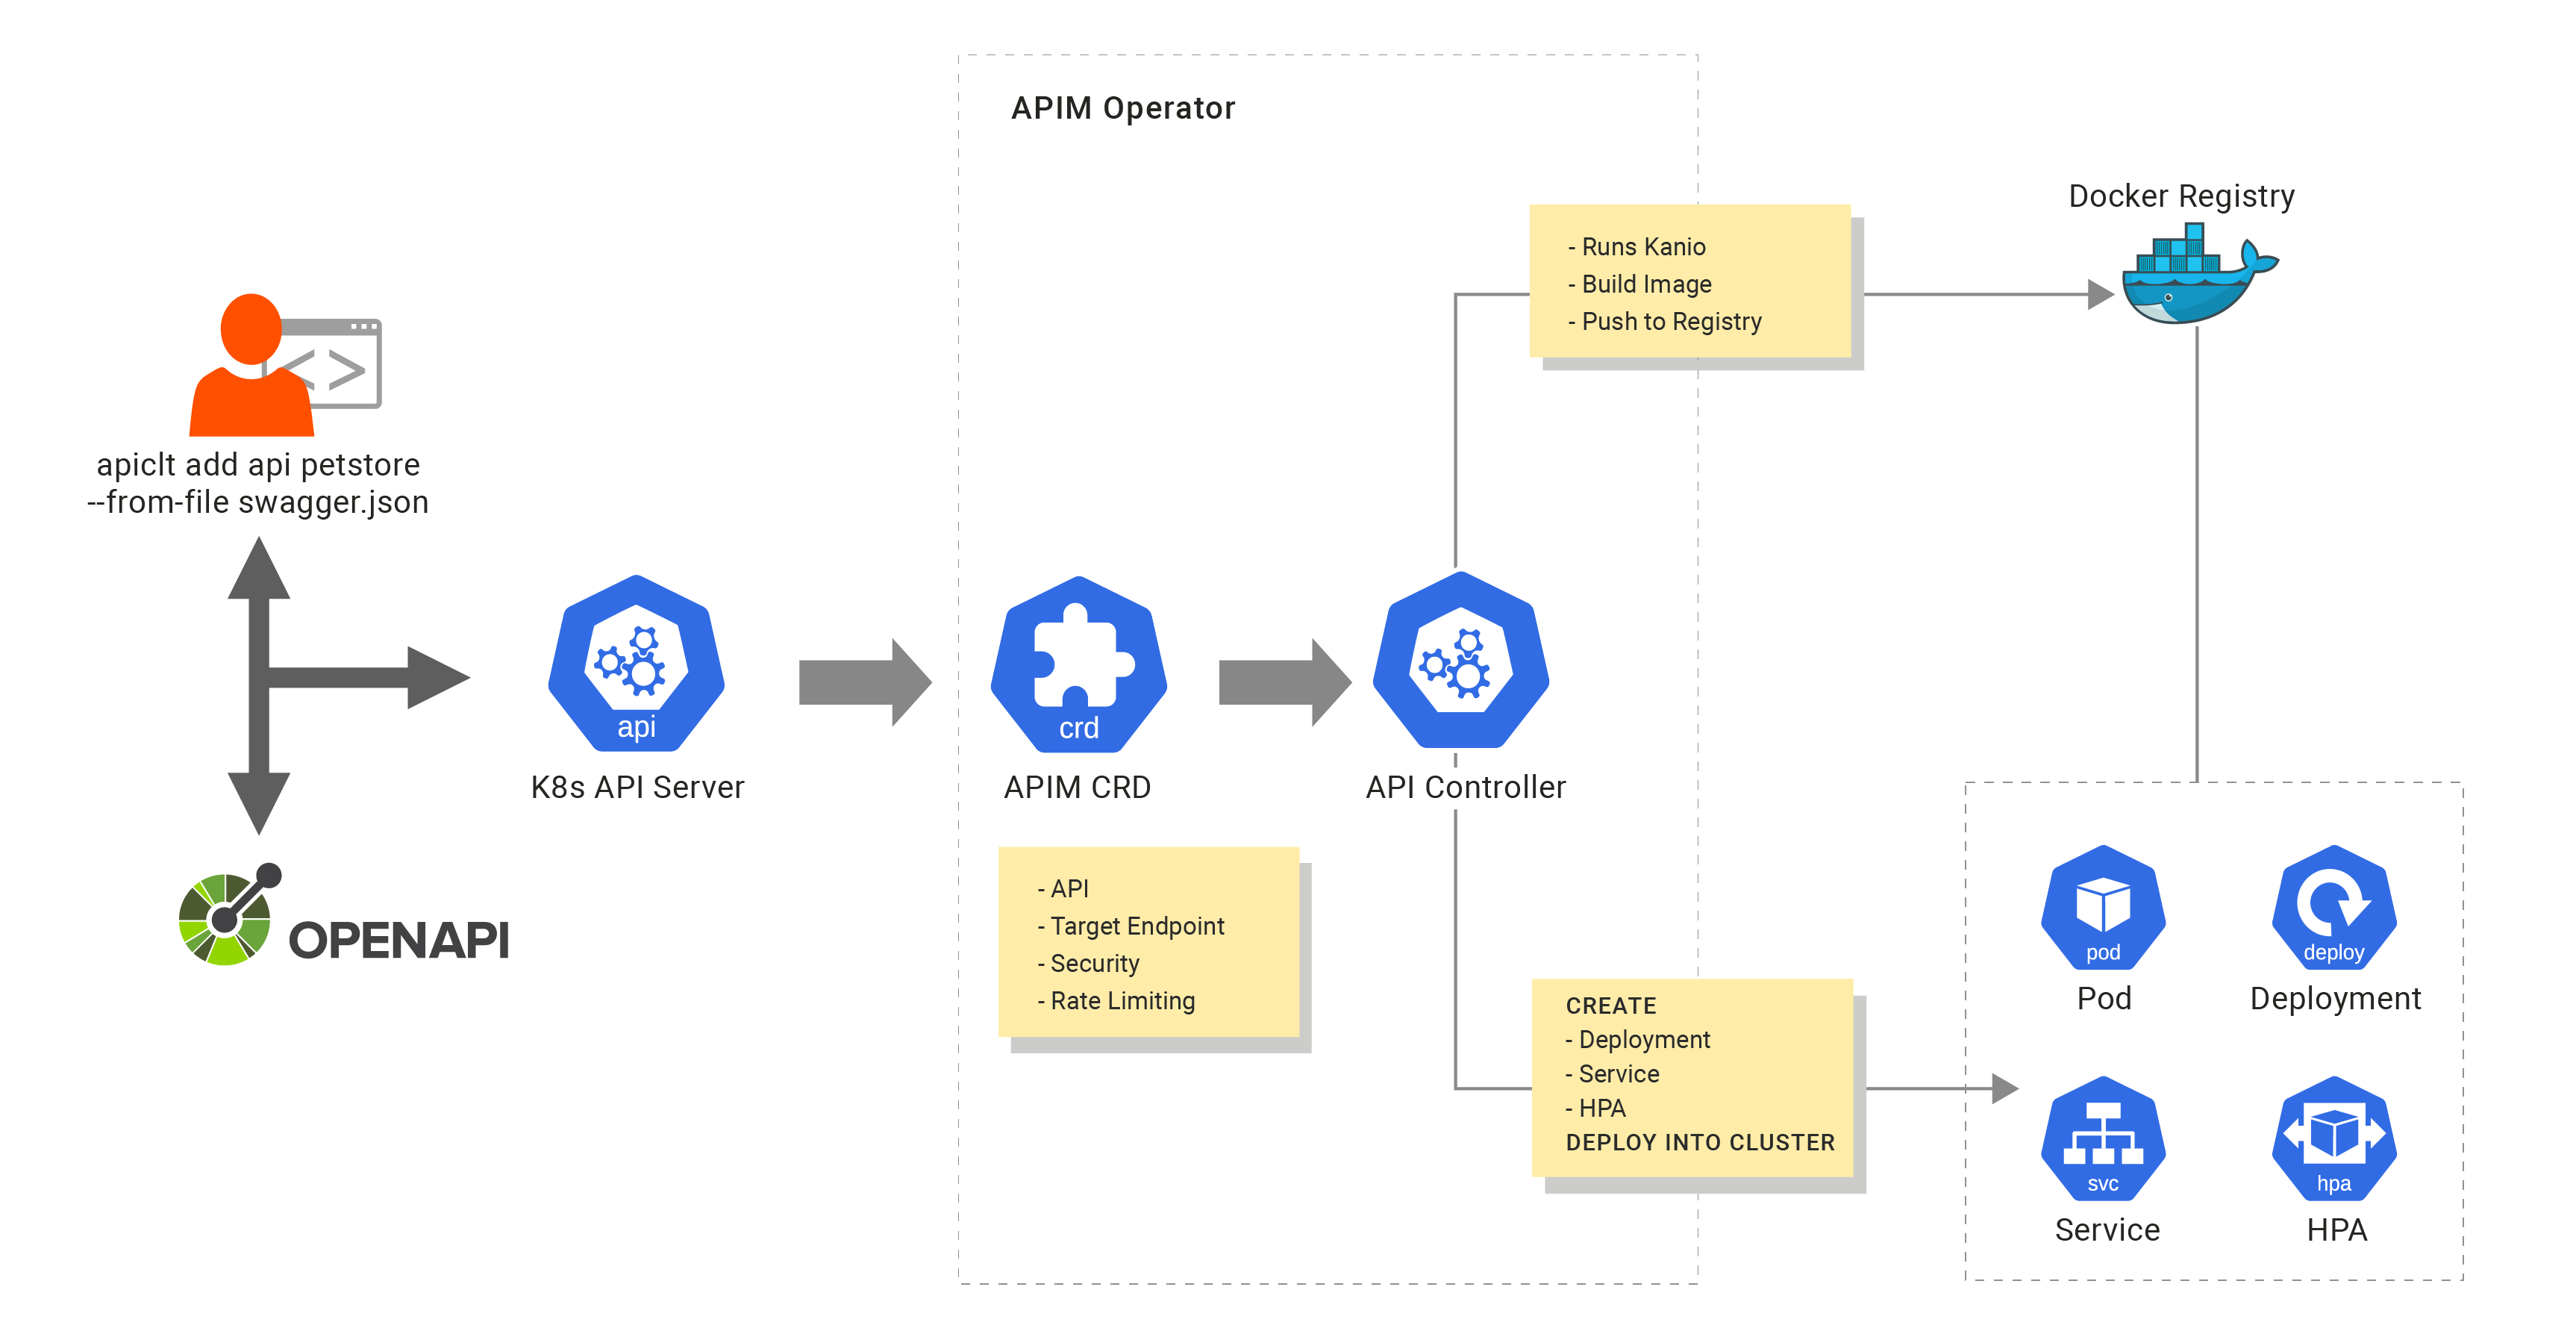 APIM Operator
- Runs Kanio
- Build Image
- Push to Registry
Docker Registry
apiclt add api petstore
--from-file swagger.json
api
K8s API Server
crd
APIM CRD
API Controller
- API
- Target Endpoint
- Security
- Rate Limiting
OPENAPI
CREATE
- Deployment
- Service
- HPA
DEPLOY INTO CLUSTER
pod
Pod
deploy
Deployment
svc
Service
hpa
HPA